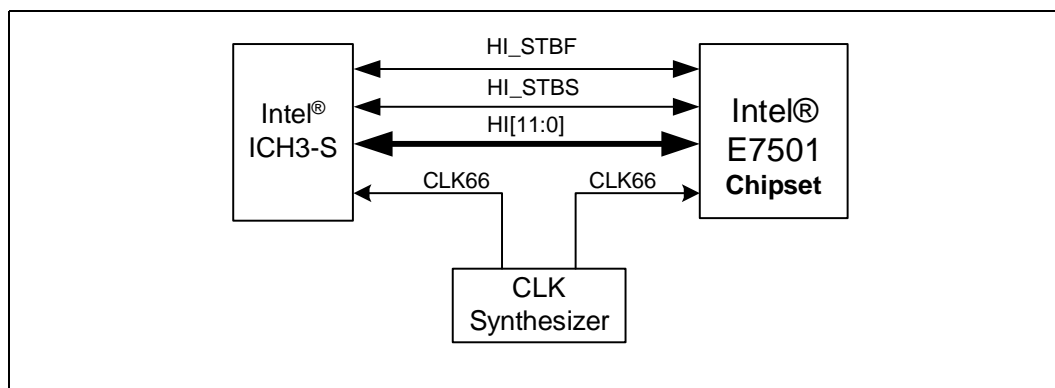 HI_STBF
HI_STBS
HI[11:0]
Intel®
ICH3-S
Intel®
E7501
Chipset
CLK66
CLK66
CLK
Synthesizer